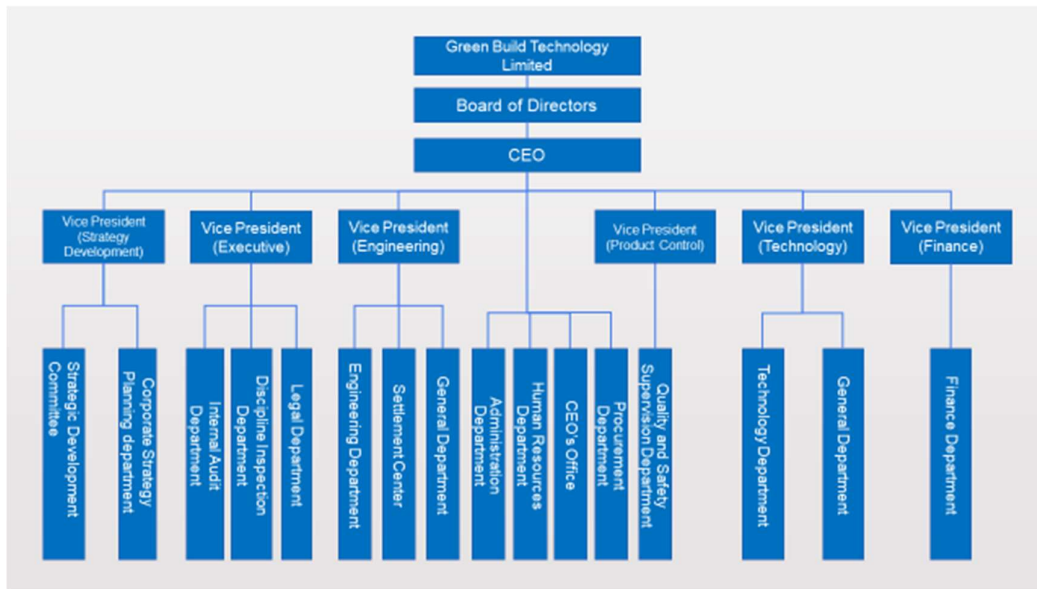 Green Build Technology
Limited
Board of Directors
CEO
Vice President
(Strategy
Development)
Vice President
(Executive)
Vice President
(Engineering)
Vice President
(Product Control)
Vice President
(Technology)
Vice President
(Finance)
Strategic Development
Committee
Corporate Strategy
Planning department
Internal Audit
Department
Discipline Inspection
Department
Legal Department
Engineering Department
Settlement Center
General Department
Administration
Department
Human Resources
Department
CEO's Office
Procurement
Department
Quality and Safety
Supervision Department
Technology Department
General Department
Finance Department